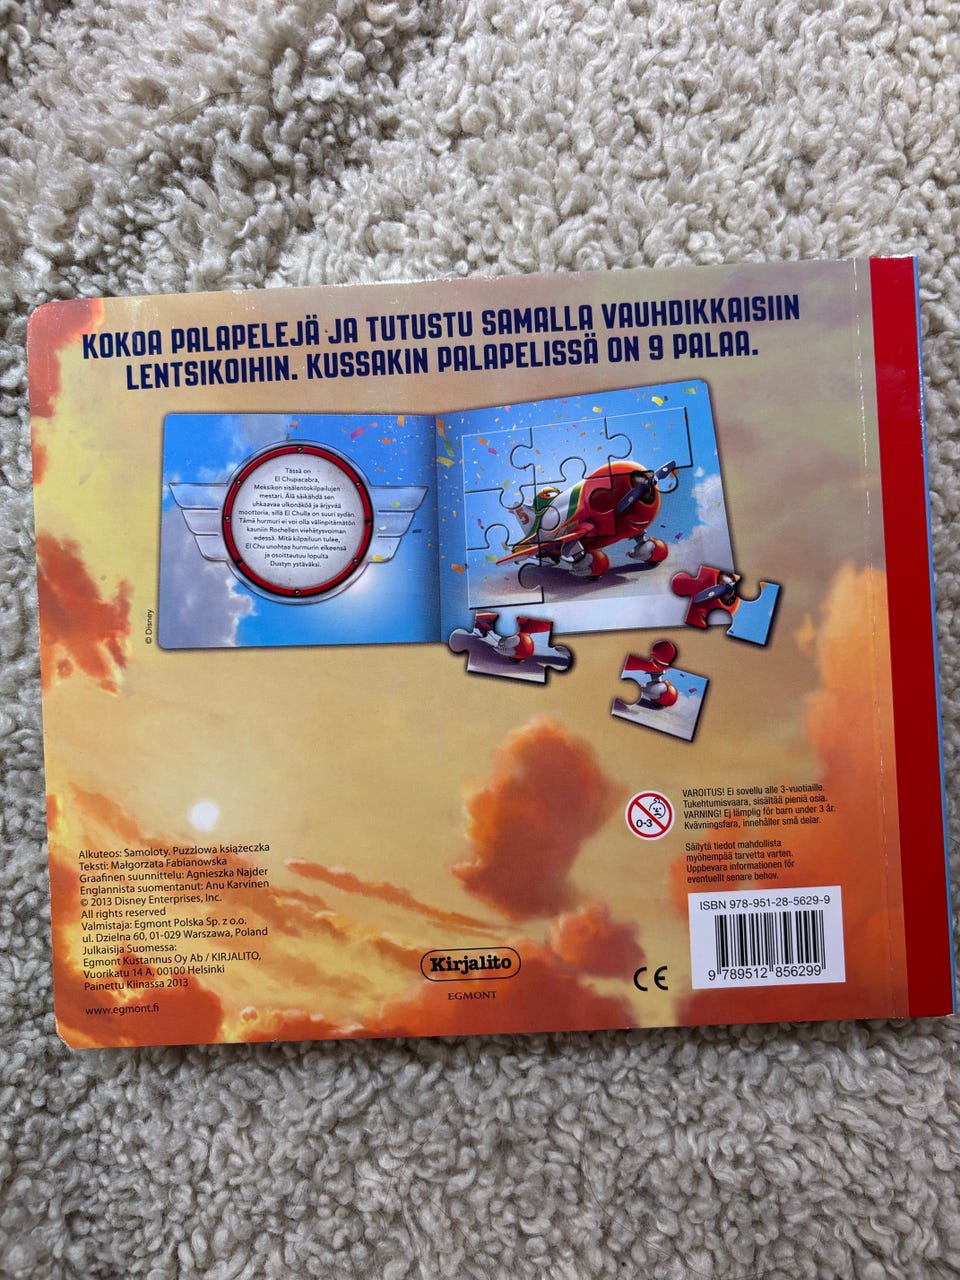 KOKOA PALAPELEJÄ JA TUTUSTU SAMALLA VAUHDIKKAISIIN
LENTSIKOIHIN. KUSSAKIN PALAPELISSÄ ON 9 PALAA.
Tässä on
El Chupacabra,
Meksikon sisälentokilpailujen
mestari. Älä säikähdä sen
uhkaavaa ulkonäköä ja ärjyvää
moottoria, sillä El Chulla on suuri sydän.
Tämä hurmuri ei voi olla välinpitämätön
kauniin Rochellen viehätysvoiman
edessä. Mitä kilpailuun tulee,
El Chu unohtaa hurmurin elkeensä
ja osoittautuu lopulta
Dustyn ystäväksi.
© Disney
0-3
VAROITUS! Ei sovellu alle 3-vuotiaille.
Tukehtumisvaara, sisältää pieniä osia.
VARNING! Ej lämplig för barn under 3 år.
Kvävningsfara, innehåller små delar.
Säilytä tiedot mahdollista
myöhempää tarvetta varten.
Uppbevara informationen för
eventuellt senare behov.
Alkuteos: Samoloty. Puzzlowa książeczka
Teksti: Małgorzata Fabianowska
Graafinen suunnittelu: Agnieszka Najder
Englannista suomentanut: Anu Karvinen
© 2013 Disney Enterprises, Inc.
All rights reserved
Valmistaja: Egmont Polska Sp. z o.o.
ul. Dzielna 60, 01-029 Warszawa, Poland
Julkaisija Suomessa:
Egmont Kustannus Oy Ab / KIRJALITO,
Vuorikatu 14 A, 00100 Helsinki
Painettu Kiinassa 2013
www.egmont.fi
Kirjalito
EGMONT
CE
ISBN 978-951-28-5629-9
9 789512 856299